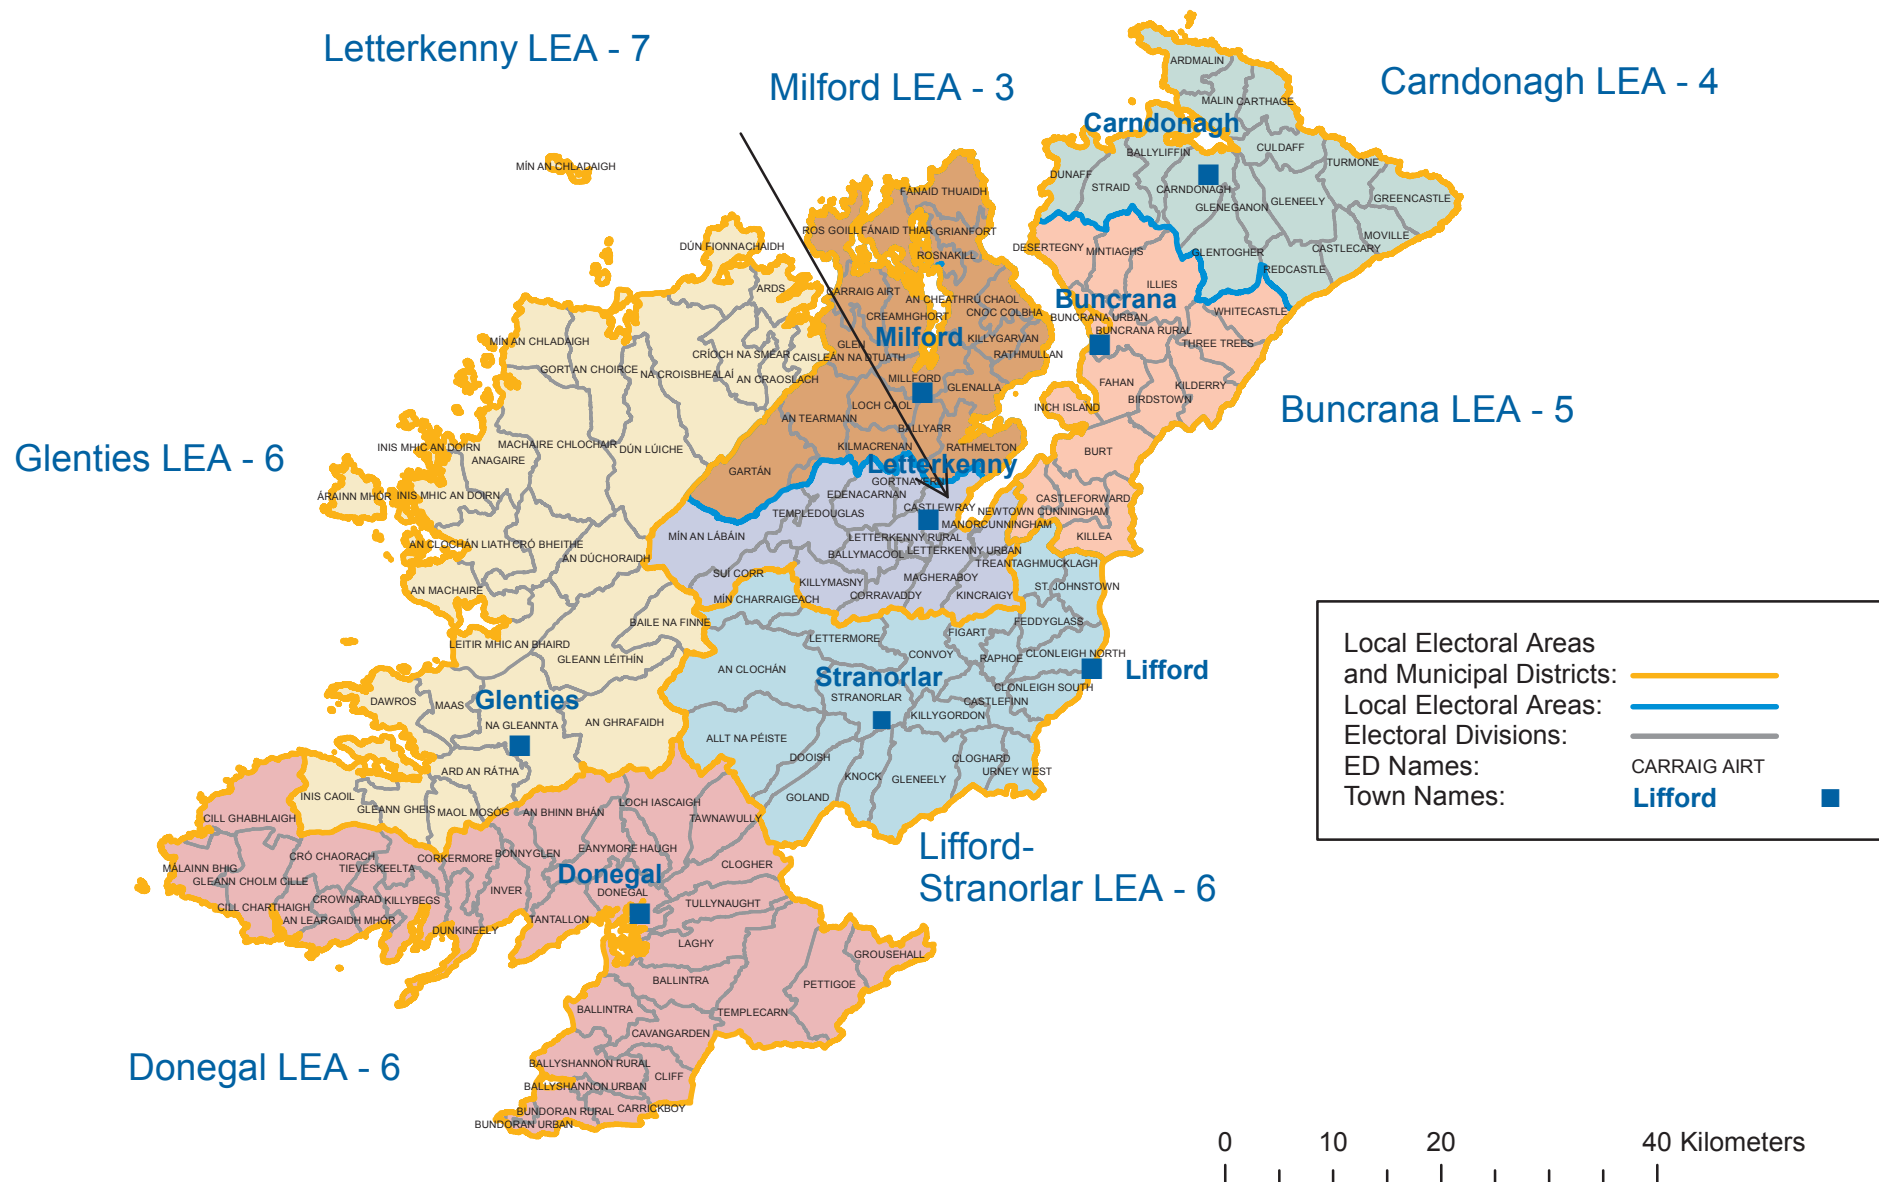 Letterkenny LEA - 7
Milford LEA - 3
Carndonagh LEA - 4
ARDMALIN
MALIN
CARTHAGE
Carndonagh
CULDAFF
BALLYLIFFIN
TURMONE
DUNAFF
STRAID
CARNDONAGH
GLENEGANON
GLENEELY
GREENCASTLE
MOVILLE
CASTLECARY
GLENTOGHER
REDCASTLE
MÍN AN CHLADAIGH
FÁNAID THUAIDH
ROS GOILL
FÁNAID THIAR
GRIANFORT
ROSNAKILL
DESERTEGNY
MINTIAGHS
ILLIES
Buncrana
WHITECASTLE
BUNCRANA URBAN
BUNCRANA RURAL
THREE TREES
FAHAN
KILDERRY
BIRDSTOWN
INCH ISLAND
BURT
CASTLEFORWARD
NEWTOWN CUNNINGHAM
KILLEA
Buncrana LEA - 5
DÚN FIONNACHAIDH
ARDS
CARRAIG AIRT
AN CHEATHRÚ CHAOL
CNOC COLBHA
CREAMHGHORT
Milford
KILLYGARVAN
GLEN
RATHMULLAN
CAISLEÁN NA DTUATH
MILLFORD
GLENALLA
LOCH CAOL
AN TEARMANN
BALLYARR
KILMACRENAN
RATHMELTON
GARTÁN
MÍN AN CHLADAIGH
CRÍOCH NA SMEAR
GORT AN CHOIRCE
NA CROISBHEALAÍ
AN CRAOSLACH
INIS MHIC AN DOIRN
MACHAIRE CHLOCHAIR
DÚN LÚICHE
ANAGAIRE
Glenties LEA - 6
ÁRAINN MHÓR
INIS MHIC AN DOIRN
AN CLOCHÁN LIATH
CRÓ BHEITHE
AN DÚCHORAIDH
AN MACHAIRE
BAILE NA FINNE
LEITIR MHIC AN BHAIRD
GLEANN LÉITHÍN
DAWROS
MAAS
Glenties
NA GLEANNTA
AN GHRAFAIDH
ARD AN RÁTHA
INIS CAOIL
GLEANN GHEIS
MAOL MOSÓG
Letterkenny
GORTNAVERN
EDENACARNAN
CASTLEWRAY
TEMPLEDOUGLAS
MANORCUNNINGHAM
MÍN AN LÁBÁIN
LETTERKENNY RURAL
BALLYMACOOL
LETTERKENNY URBAN
SUÍ CORR
KILLYMASNY
MAGHERABOY
CORRAVADDY
KINCRAIGY
TREANTAGHMUCKLAGH
ST. JOHNSTOWN
MÍN CHARRAIGEACH
FEDDYGLASS
LETTERMORE
FIGART
CONVOY
RAPHOE
CLONLEIGH NORTH
AN CLOCHÁN
Stranorlar
Lifford
STRANORLAR
CLONLEIGH SOUTH
CASTLEFINN
KILLYGORDON
ALLT NA PÉISTE
DOOISH
CLOGHARD
KNOCK
GLENEELY
URNEY WEST
GOLAND
Lifford-
Stranorlar LEA - 6
CILL GHABHLAIGH
AN BHINN BHÁN
LOCH IASCAIGH
TAWNAWULLY
CRÓ CHAORACH
CORKERMORE
BONNYGLEN
EANYMORE
HAUGH
MÁLAINN BHIG
TIEVESKEELTA
CLOGHER
GLEANN CHOLM CILLE
Donegal
INVER
DONEGAL
CILL CHARTHAIGH
CROWNARAD
KILLYBEGS
TULLYNAUGHT
AN LEARGAIDH MHÓR
TANTALLON
DUNKINEELY
LAGHY
GROUSEHALL
BALLINTRA
PETTIGOE
BALLINTRA
TEMPLECARN
CAVANGARDEN
BALLYSHANNON RURAL
CLIFF
BALLYSHANNON URBAN
BUNDORAN RURAL
CARRICKBOY
BUNDORAN URBAN
Donegal LEA - 6
Local Electoral Areas
and Municipal Districts:
Local Electoral Areas:
Electoral Divisions:
ED Names: CARRAIG AIRT
Town Names: Lifford
0 10 20 40 Kilometers